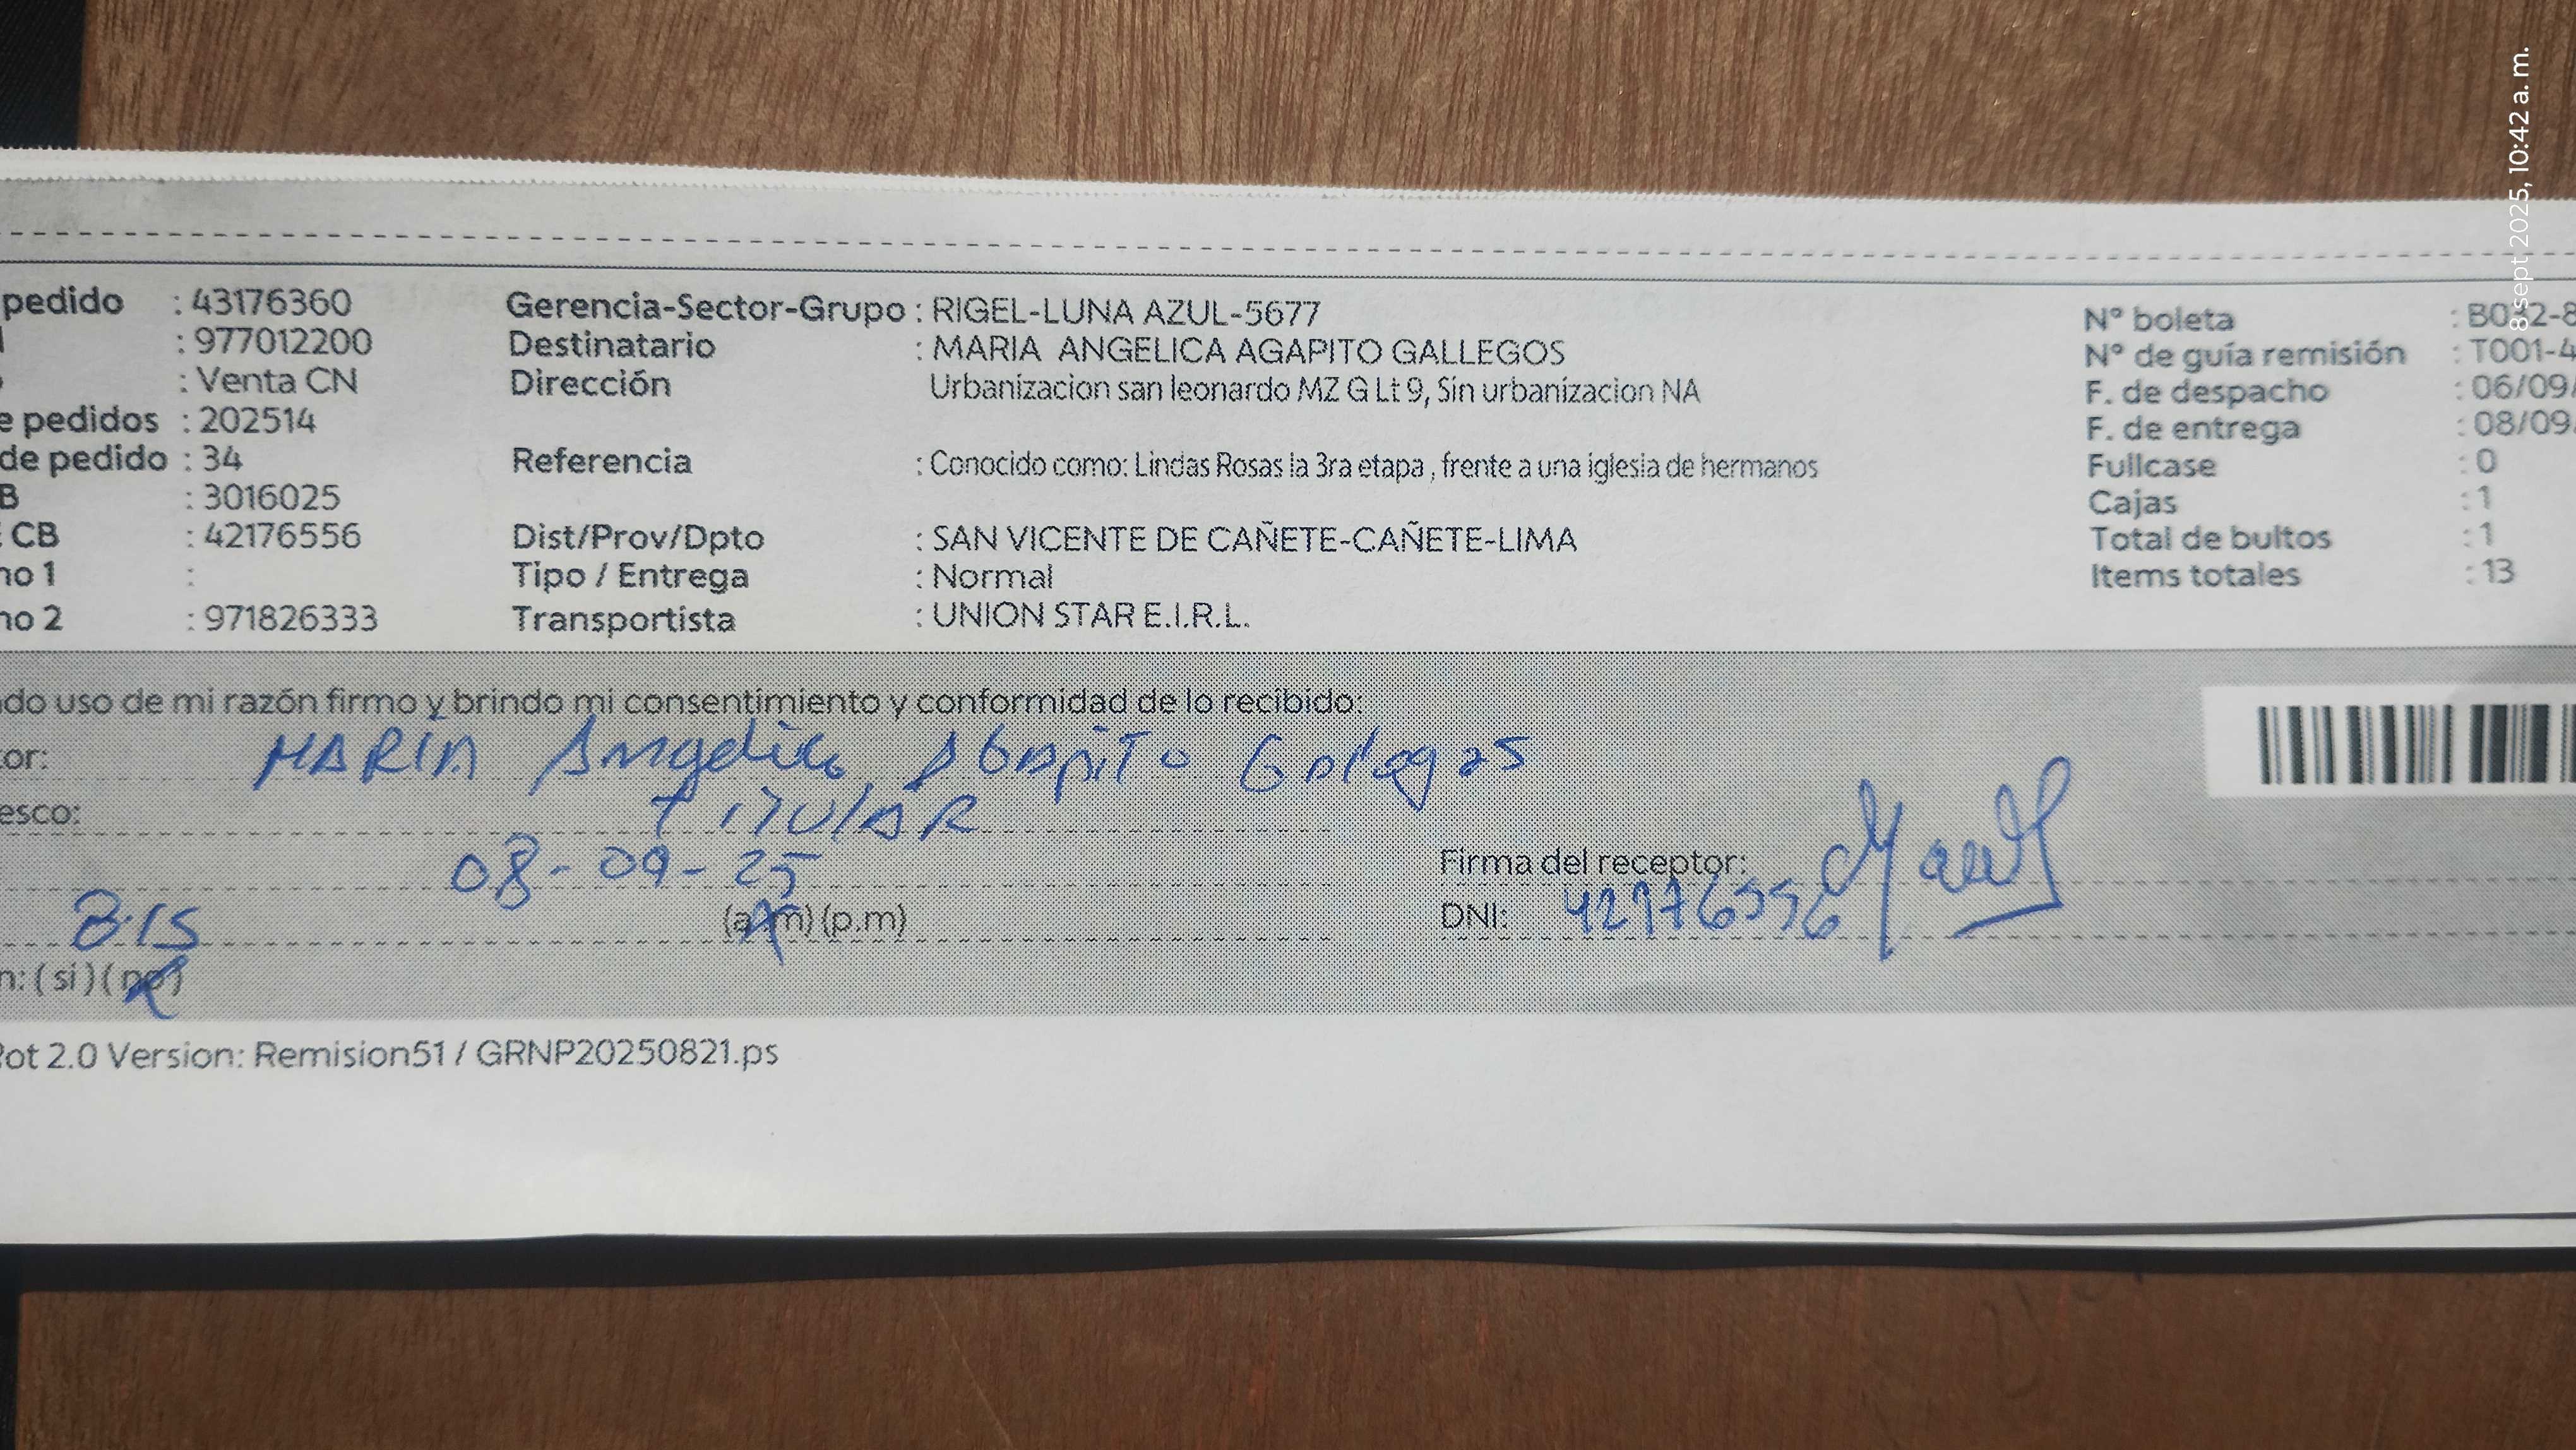 pedido : 43176360 Gerencia-Sector-Grupo : RIGEL-LUNA AZUL-5677 N° boleta : B032-8
: 977012200 Destinatario : MARIA ANGELICA AGAPITO GALLEGOS N° de guía remisión : T001-4
: Venta CN Dirección Urbanizacion san leonardo MZ G Lt 9, Sin urbanizacion NA F. de despacho : 06/09/
e pedidos : 202514 F. de entrega : 08/09/
de pedido : 34 Referencia : Conocido como: Lindas Rosas la 3ra etapa , frente a una iglesia de hermanos Fullcase : 0
B : 3016025 Cajas : 1
CB : 42176556 Dist/Prov/Dpto : SAN VICENTE DE CAÑETE-CAÑETE-LIMA Total de bultos : 1
no 1 : Tipo / Entrega : Normal Items totales : 13
no 2 : 971826333 Transportista : UNION STAR E.I.R.L.
do uso de mi razón firmo y brindo mi consentimiento y conformidad de lo recibido:
or: MARIA Angelica Agapito Galegos
esco: TITULAR
08-09-25 Firma del receptor:
8:15 (a.m) (p.m) DNI: 42176556
n: ( si ) ( no )
Rot 2.0 Version: Remision51 / GRNP20250821.ps
8 sept 2025, 10:42 a. m.